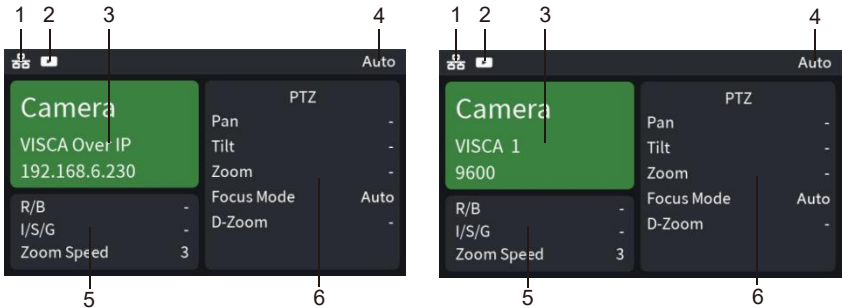 1 2 3 4
Auto
Camera
VISCA Over IP
192.168.6.230
R/B -
I/S/G -
Zoom Speed 3
PTZ
Pan -
Tilt -
Zoom -
Focus Mode Auto
D-Zoom -
5 6
1 2 3 4
Auto
Camera
VISCA 1
9600
R/B -
I/S/G -
Zoom Speed 3
PTZ
Pan -
Tilt -
Zoom -
Focus Mode Auto
D-Zoom -
5 6